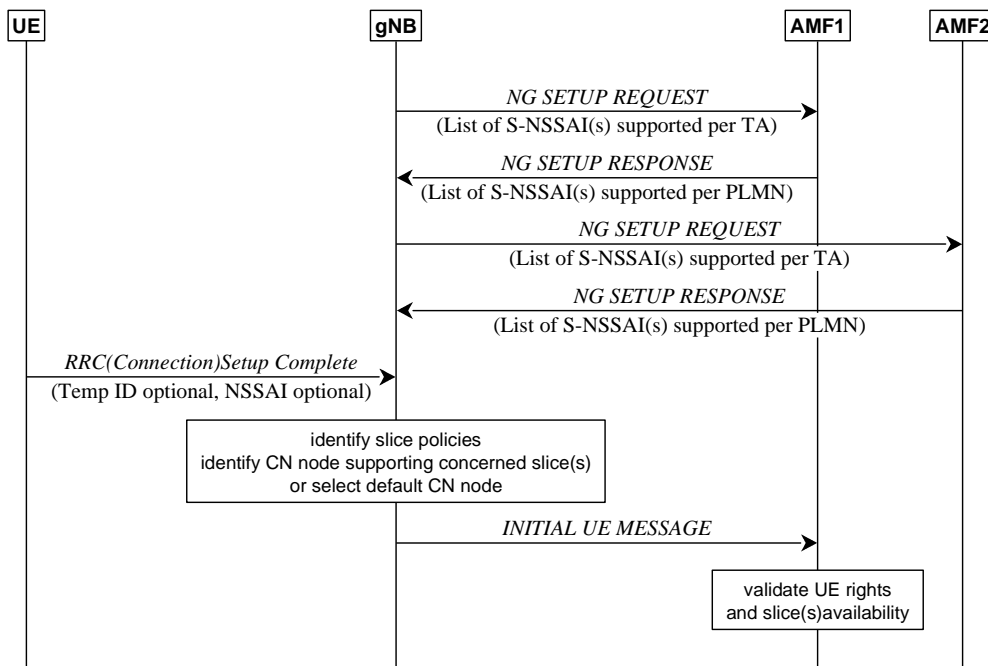 UE gNB AMF1 AMF2
NG SETUP REQUEST
(List of S-NSSAI(s) supported per TA)
NG SETUP RESPONSE
(List of S-NSSAI(s) supported per PLMN)
NG SETUP REQUEST
(List of S-NSSAI(s) supported per TA)
NG SETUP RESPONSE
(List of S-NSSAI(s) supported per PLMN)
RRC(Connection)Setup Complete
(Temp ID optional, NSSAI optional)
identify slice policies
identify CN node supporting concerned slice(s)
or select default CN node
INITIAL UE MESSAGE
validate UE rights
and slice(s)availability